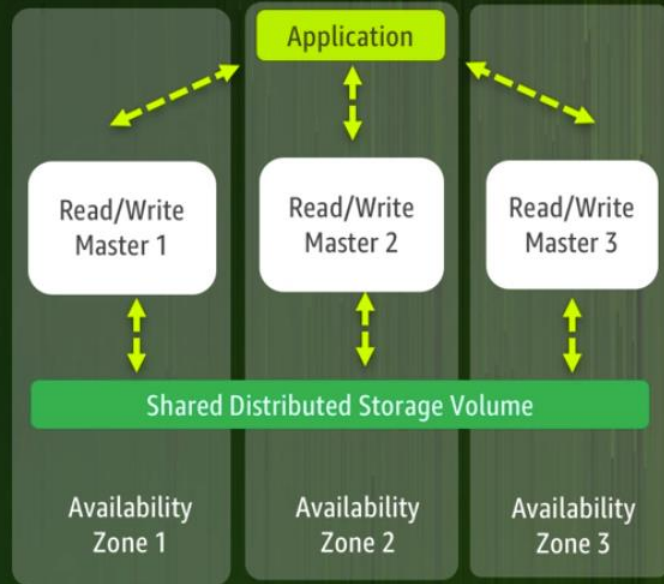 Application
Read/Write
Master 1
Read/Write
Master 2
Read/Write
Master 3
Shared Distributed Storage Volume
Availability
Zone 1
Availability
Zone 2
Availability
Zone 3